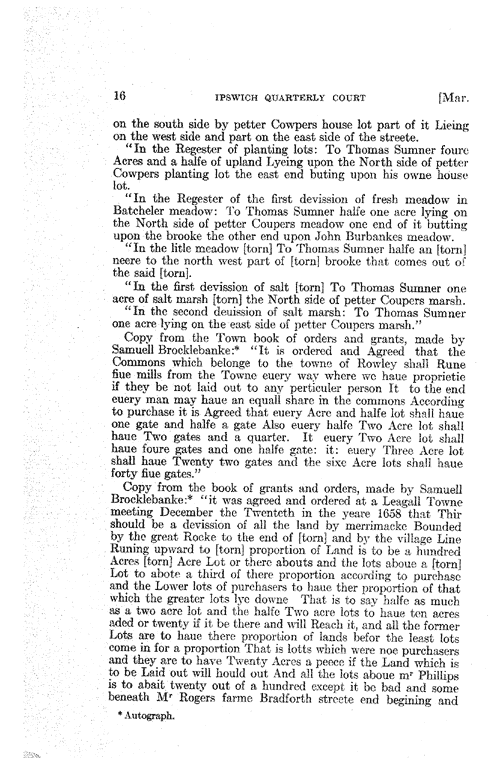 16 IPSWICH QUARTERLY COURT [Mar.
on the south side by petter Cowpers house lot part of it Lieing
on the west side and part on the east side of the streete.
"In the Regester of planting lots: To Thomas Sumner foure
Acres and a halfe of upland Lyeing upon the North side of petter
Cowpers planting lot the east end buting upon his owne house
lot.
"In the Regester of the first devission of fresh meadow in
Batcheler meadow: To Thomas Sumner halfe one acre lying on
the North side of petter Coupers meadow one end of it butting
upon the brooke the other end upon John Burbankes meadow.
"In the litle meadow [torn] To Thomas Sumner halfe an [torn]
neere to the north west part of [torn] brooke that comes out of
the said [torn].
"In the first devission of salt [torn] To Thomas Sumner one
acre of salt marsh [torn] the North side of petter Coupers marsh.
"In the second deuission of salt marsh: To Thomas Sumner
one acre lying on the east side of petter Coupers marsh."
Copy from the Town book of orders and grants, made by
Samuell Brocklebanke:* "It is ordered and Agreed that the
Commons which belonge to the towne of Rowley shall Rune
fiue mills from the Towne euery way where we haue proprietie
if they be not laid out to any perticuler person It to the end
euery man may haue an equall share in the commons According
to purchase it is Agreed that euery Acre and halfe lot shall haue
one gate and halfe a gate Also euery halfe Two Acre lot shall
haue Two gates and a quarter. It euery Two Acre lot shall
haue foure gates and one halfe gate: it: euery Three Acre lot
shall haue Twenty two gates and the sixe Acre lots shall haue
forty fiue gates."
Copy from the book of grants and orders, made by Samuell
Brocklebanke:* "it was agreed and ordered at a Leagall Towne
meeting December the Twenteth in the yeare 1658 that Thir
should be a devission of all the land by merrimacke Bounded
by the great Rocke to the end of [torn] and by the village Line
Runing upward to [torn] proportion of Land is to be a hundred
Acres [torn] Acre Lot or there abouts and the lots aboue a [torn]
Lot to abote a third of there proportion according to purchase
and the Lower lots of purchasers to haue ther proportion of that
which the greater lots lye downe That is to say halfe as much
as a two acre lot and the halfe Two acre lots to haue ten acres
aded or twenty if it be there and will Reach it, and all the former
Lots are to haue there proportion of lands befor the least lots
come in for a proportion That is lotts which were noe purchasers
and they are to have Twenty Acres a peece if the Land which is
to be Laid out will hould out And all the lots aboue mr Phillips
is to abait twenty out of a hundred except it be bad and some
beneath Mr Rogers farme Bradforth streete end begining and
* Autograph.